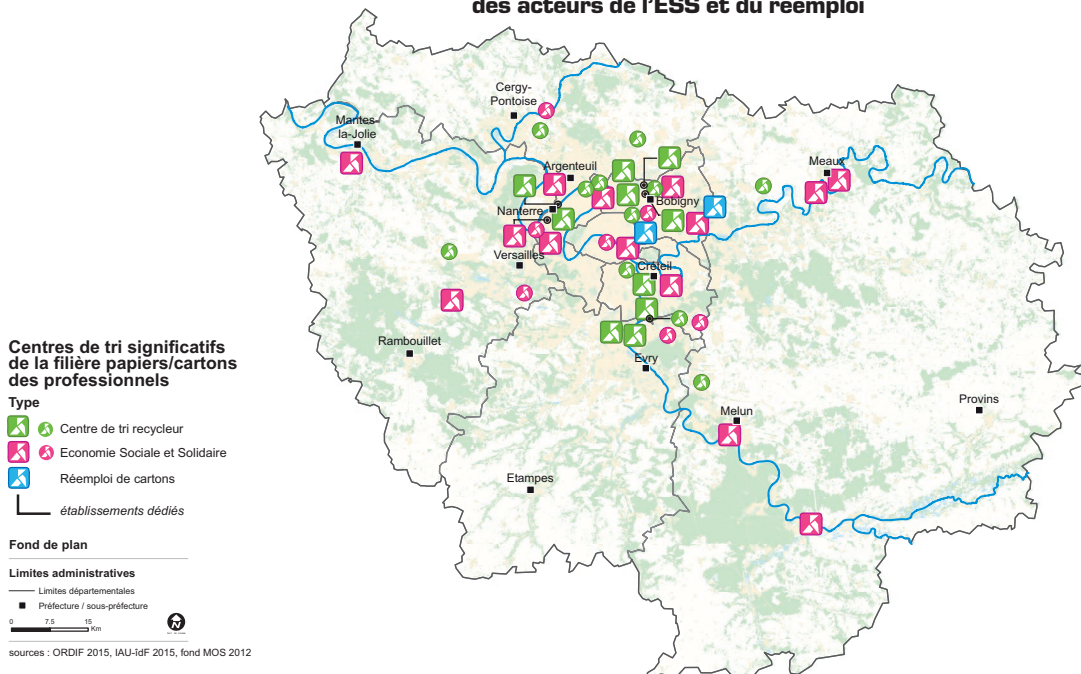 des acteurs de l'ESS et du réemploi
Cergy-
Pontoise
Mantes-
la-Jolie
Argenteuil
Meaux
Nanterre
Bobigny
Versailles
Créteil
Rambouillet
Evry
Provins
Melun
Etampes
Centres de tri significatifs
de la filière papiers/cartons
des professionnels
Type
Centre de tri recycleur
Economie Sociale et Solidaire
Réemploi de cartons
établissements dédiés
Fond de plan
Limites administratives
Limites départementales
Préfecture / sous-préfecture
0 7.5 15
Km
N
sources : ORDIF 2015, IAU-îdF 2015, fond MOS 2012